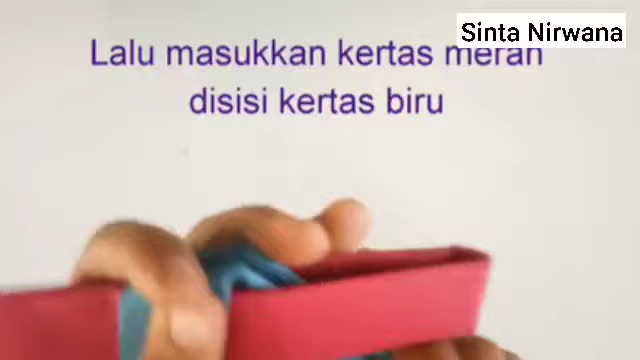 Sinta Nirwana
Lalu masukkan kertas merah
disisi kertas biru